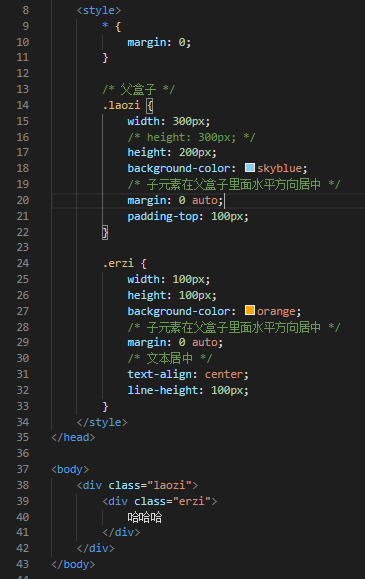 8 <style>
9 * {
10 margin: 0;
11 }
12
13 /* 父盒子 */
14 .laozi {
15 width: 300px;
16 /* height: 300px; */
17 height: 200px;
18 background-color: skyblue;
19 /* 子元素在父盒子里面水平方向居中 */
20 margin: 0 auto;
21 padding-top: 100px;
22 }
23
24 .erzi {
25 width: 100px;
26 height: 100px;
27 background-color: orange;
28 /* 子元素在父盒子里面水平方向居中 */
29 margin: 0 auto;
30 /* 文本居中 */
31 text-align: center;
32 line-height: 100px;
33 }
34 </style>
35 </head>
36
37 <body>
38 <div class="laozi">
39 <div class="erzi">
40 哈哈哈
41 </div>
42 </div>
43 </body>